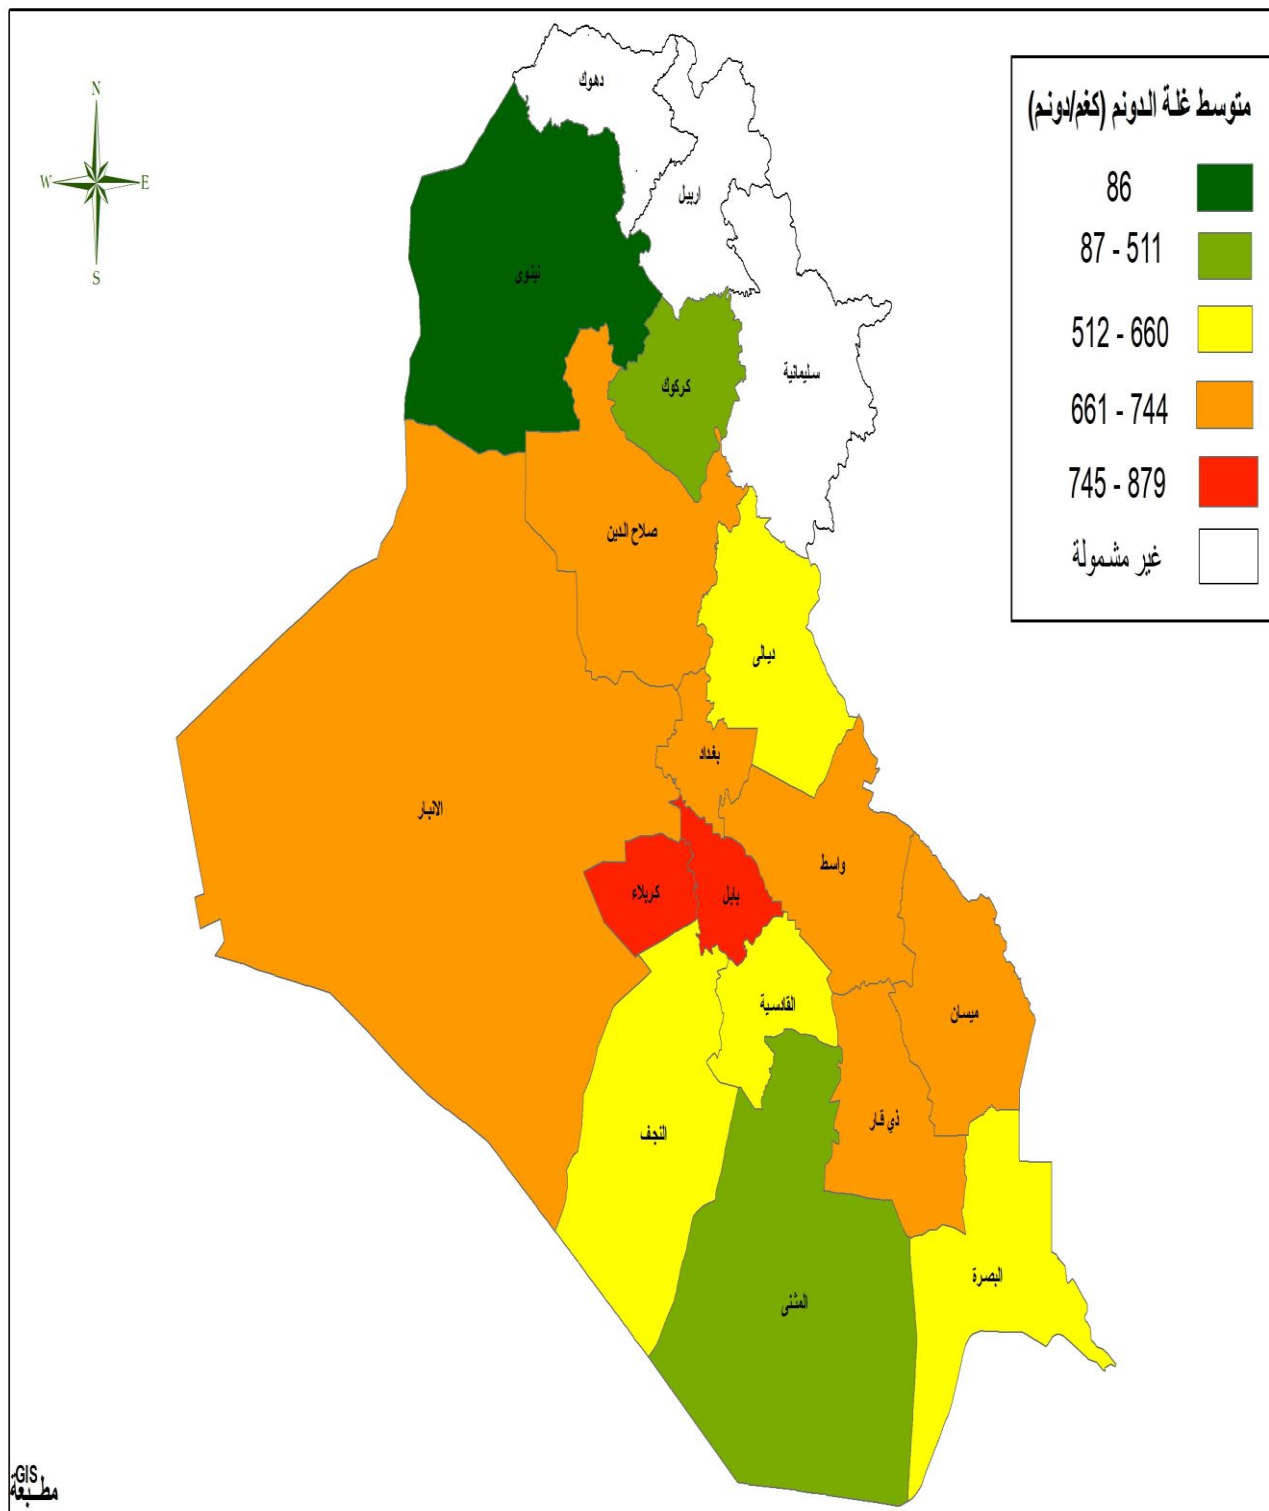 N
W
E
S
متوسط غلة الدونم (كغم/دونم)
86
87 - 511
512 - 660
661 - 744
745 - 879
غير مشمولة
دهوك
اربيل
نينوى
سليمانية
كركوك
صلاح الدين
ديالى
بغداد
الانبار
واسط
كربلاء
بابل
القادسية
ميسان
ذي قار
النجف
البصرة
المثنى
GIS
مطبعة